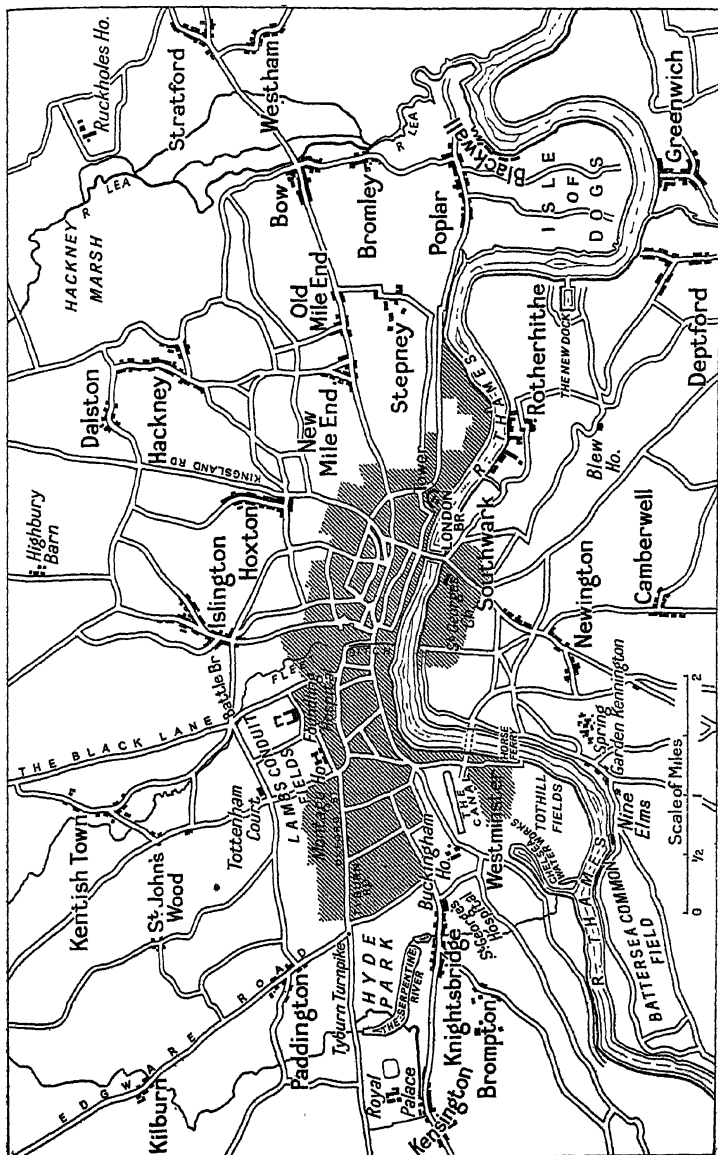 Ruckholes Ho.
Stratford
Westham
R LEA
HACKNEY
MARSH
Bow
Bromley
R LEA
Poplar
Blackwall
ISLE
OF
DOGS
Greenwich
Dalston
Hackney
Old
Mile End
New
Mile End
Stepney
R THAMES
Rotherhithe
THE NEW DOCK
Deptford
Blew
Ho.
KINGSLAND RD
Highbury
Barn
Islington
Hoxton
Tower
LONDON
BR
Southwark
St Georges
Newington
Camberwell
THE BLACK LANE
Battle Br
FLEET
Foundling
Hospital
LAMBS CONDUIT
FIELDS
Montagu Ho.
Tottenham
Court
Kentish Town
St John's
Wood
THE CANAL
HORSE
FERRY
Westminster
TOTHILL
FIELDS
CHELSEA
WATERWORKS
Spring
Garden
Kennington
Nine
Elms
Buckingham
Ho.
St Georges
Hospital
Knightsbridge
Brompton
HYDE
PARK
THE SERPENTINE
RIVER
Tyburn Turnpike
Paddington
EDGWARE ROAD
Kilburn
Royal
Palace
Kensington
R THAMES
BATTERSEA COMMON
FIELD
0 1/2 1 2
Scale of Miles